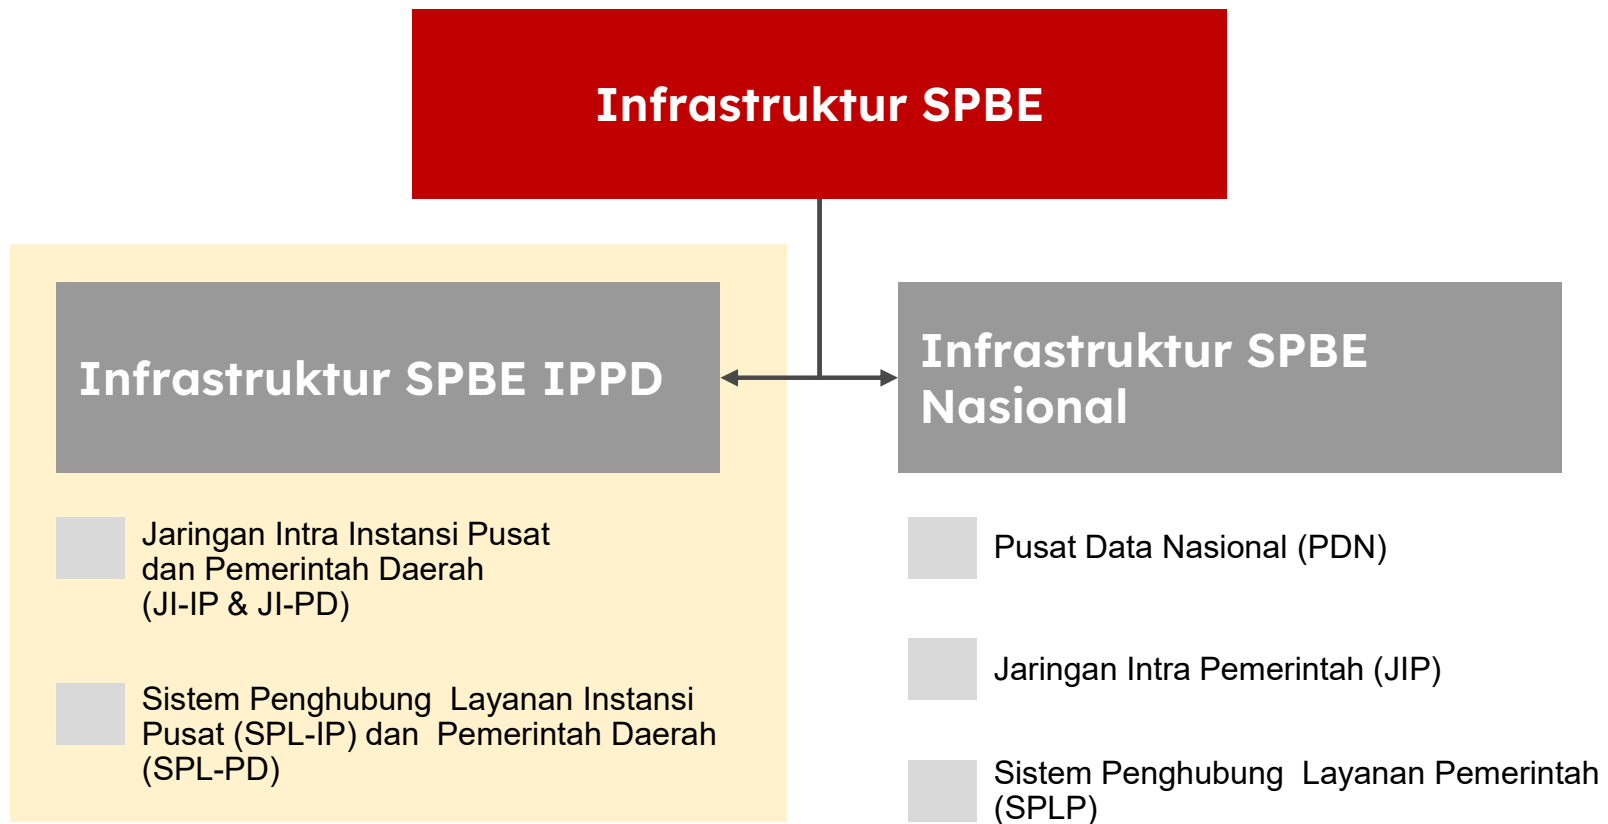 Infrastruktur SPBE
Infrastruktur SPBE IPPD
Jaringan Intra Instansi Pusat
dan Pemerintah Daerah
(JI-IP & JI-PD)
Sistem Penghubung  Layanan Instansi
Pusat (SPL-IP) dan  Pemerintah Daerah
(SPL-PD)
Infrastruktur SPBE
Nasional
Pusat Data Nasional (PDN)
Jaringan Intra Pemerintah (JIP)
Sistem Penghubung  Layanan Pemerintah
(SPLP)